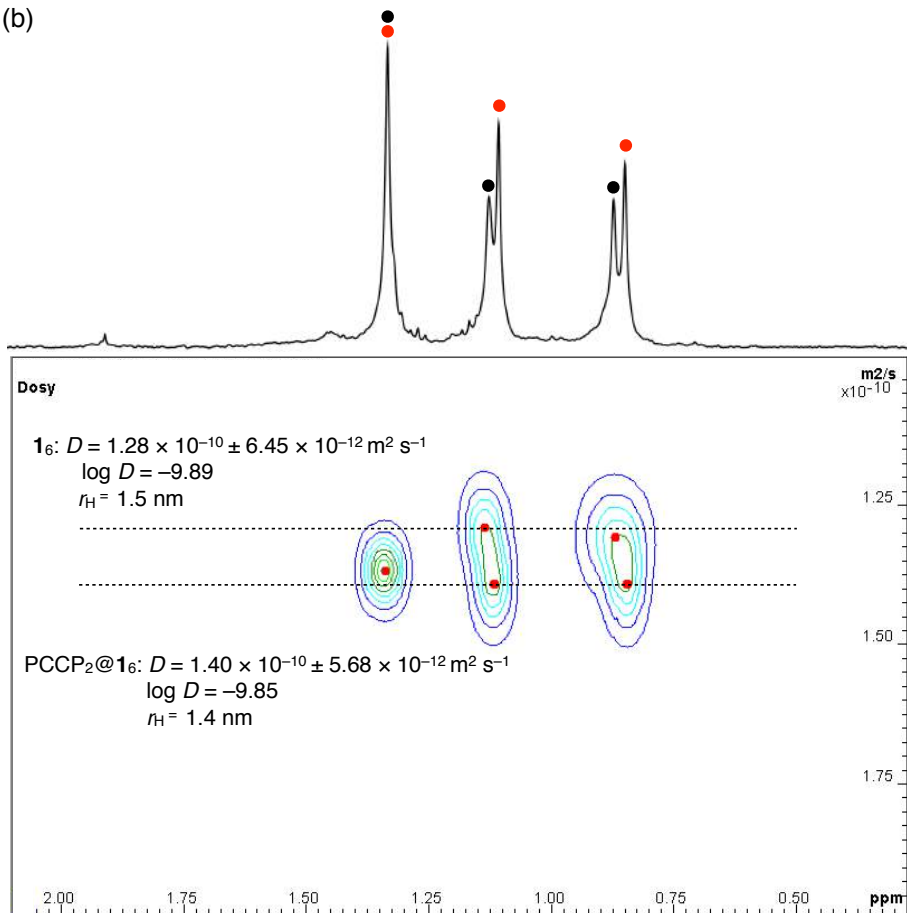 (b)
Dosy
m2/s
x10-10
1₆: D = 1.28 × 10⁻¹⁰ ± 6.45 × 10⁻¹² m² s⁻¹
log D = –9.89
rH = 1.5 nm
1.25
1.50
PCCP₂@1₆: D = 1.40 × 10⁻¹⁰ ± 5.68 × 10⁻¹² m² s⁻¹
log D = –9.85
rH = 1.4 nm
1.75
2.00 1.75 1.50 1.25 1.00 0.75 0.50 ppm